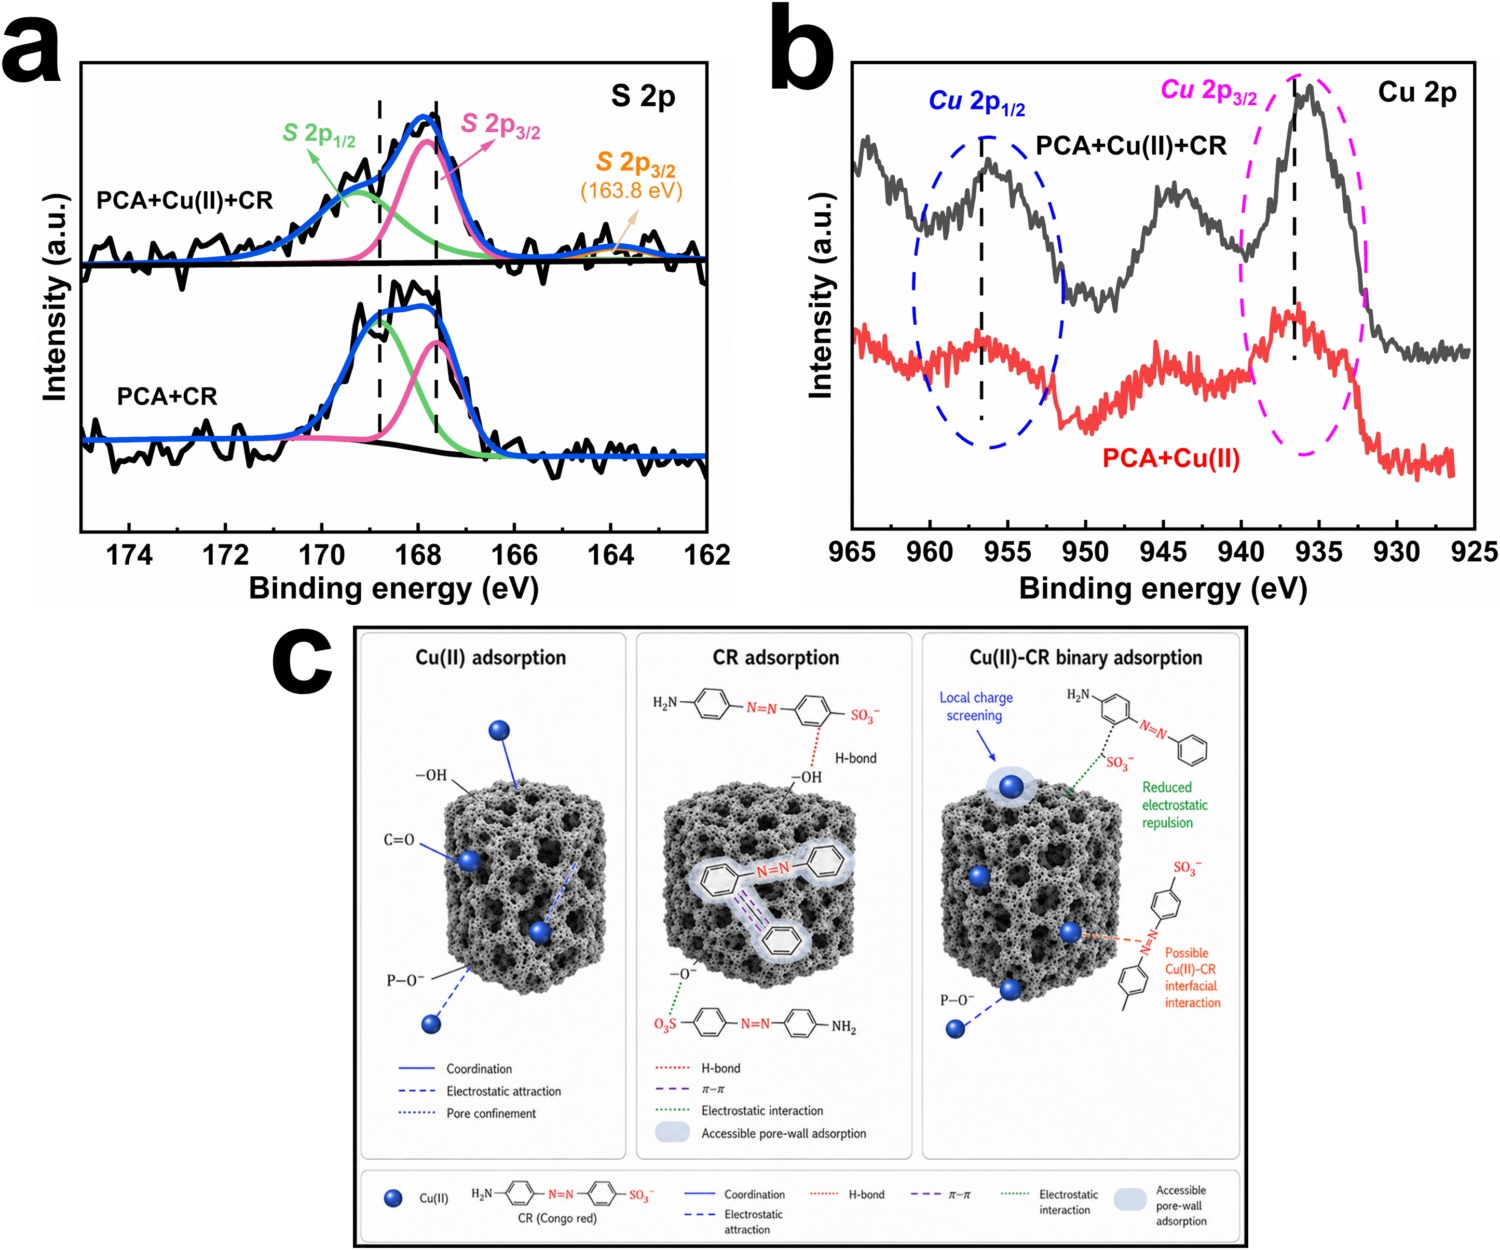 a
S 2p
S 2p1/2
S 2p3/2
S 2p3/2
(163.8 eV)
PCA+Cu(II)+CR
PCA+CR
Intensity (a.u.)
174 172 170 168 166 164 162
Binding energy (eV)
b
Cu 2p
Cu 2p1/2
Cu 2p3/2
PCA+Cu(II)+CR
PCA+Cu(II)
Intensity (a.u.)
965 960 955 950 945 940 935 930 925
Binding energy (eV)
c
Cu(II) adsorption
−OH
C=O
P−O⁻
Coordination
Electrostatic attraction
Pore confinement
CR adsorption
H₂N
N=N
SO₃⁻
H-bond
−OH
N=N
−O⁻
O₃S
N=N
NH₂
H-bond
π−π
Electrostatic interaction
Accessible pore-wall adsorption
Cu(II)-CR binary adsorption
Local charge
screening
H₂N
N=N
SO₃⁻
Reduced
electrostatic
repulsion
SO₃⁻
N=N
Possible
Cu(II)-CR
interfacial
interaction
P−O⁻
Cu(II)
H₂N
N=N
SO₃⁻
CR (Congo red)
Coordination
Electrostatic
attraction
H-bond
π−π
Electrostatic
interaction
Accessible
pore-wall
adsorption